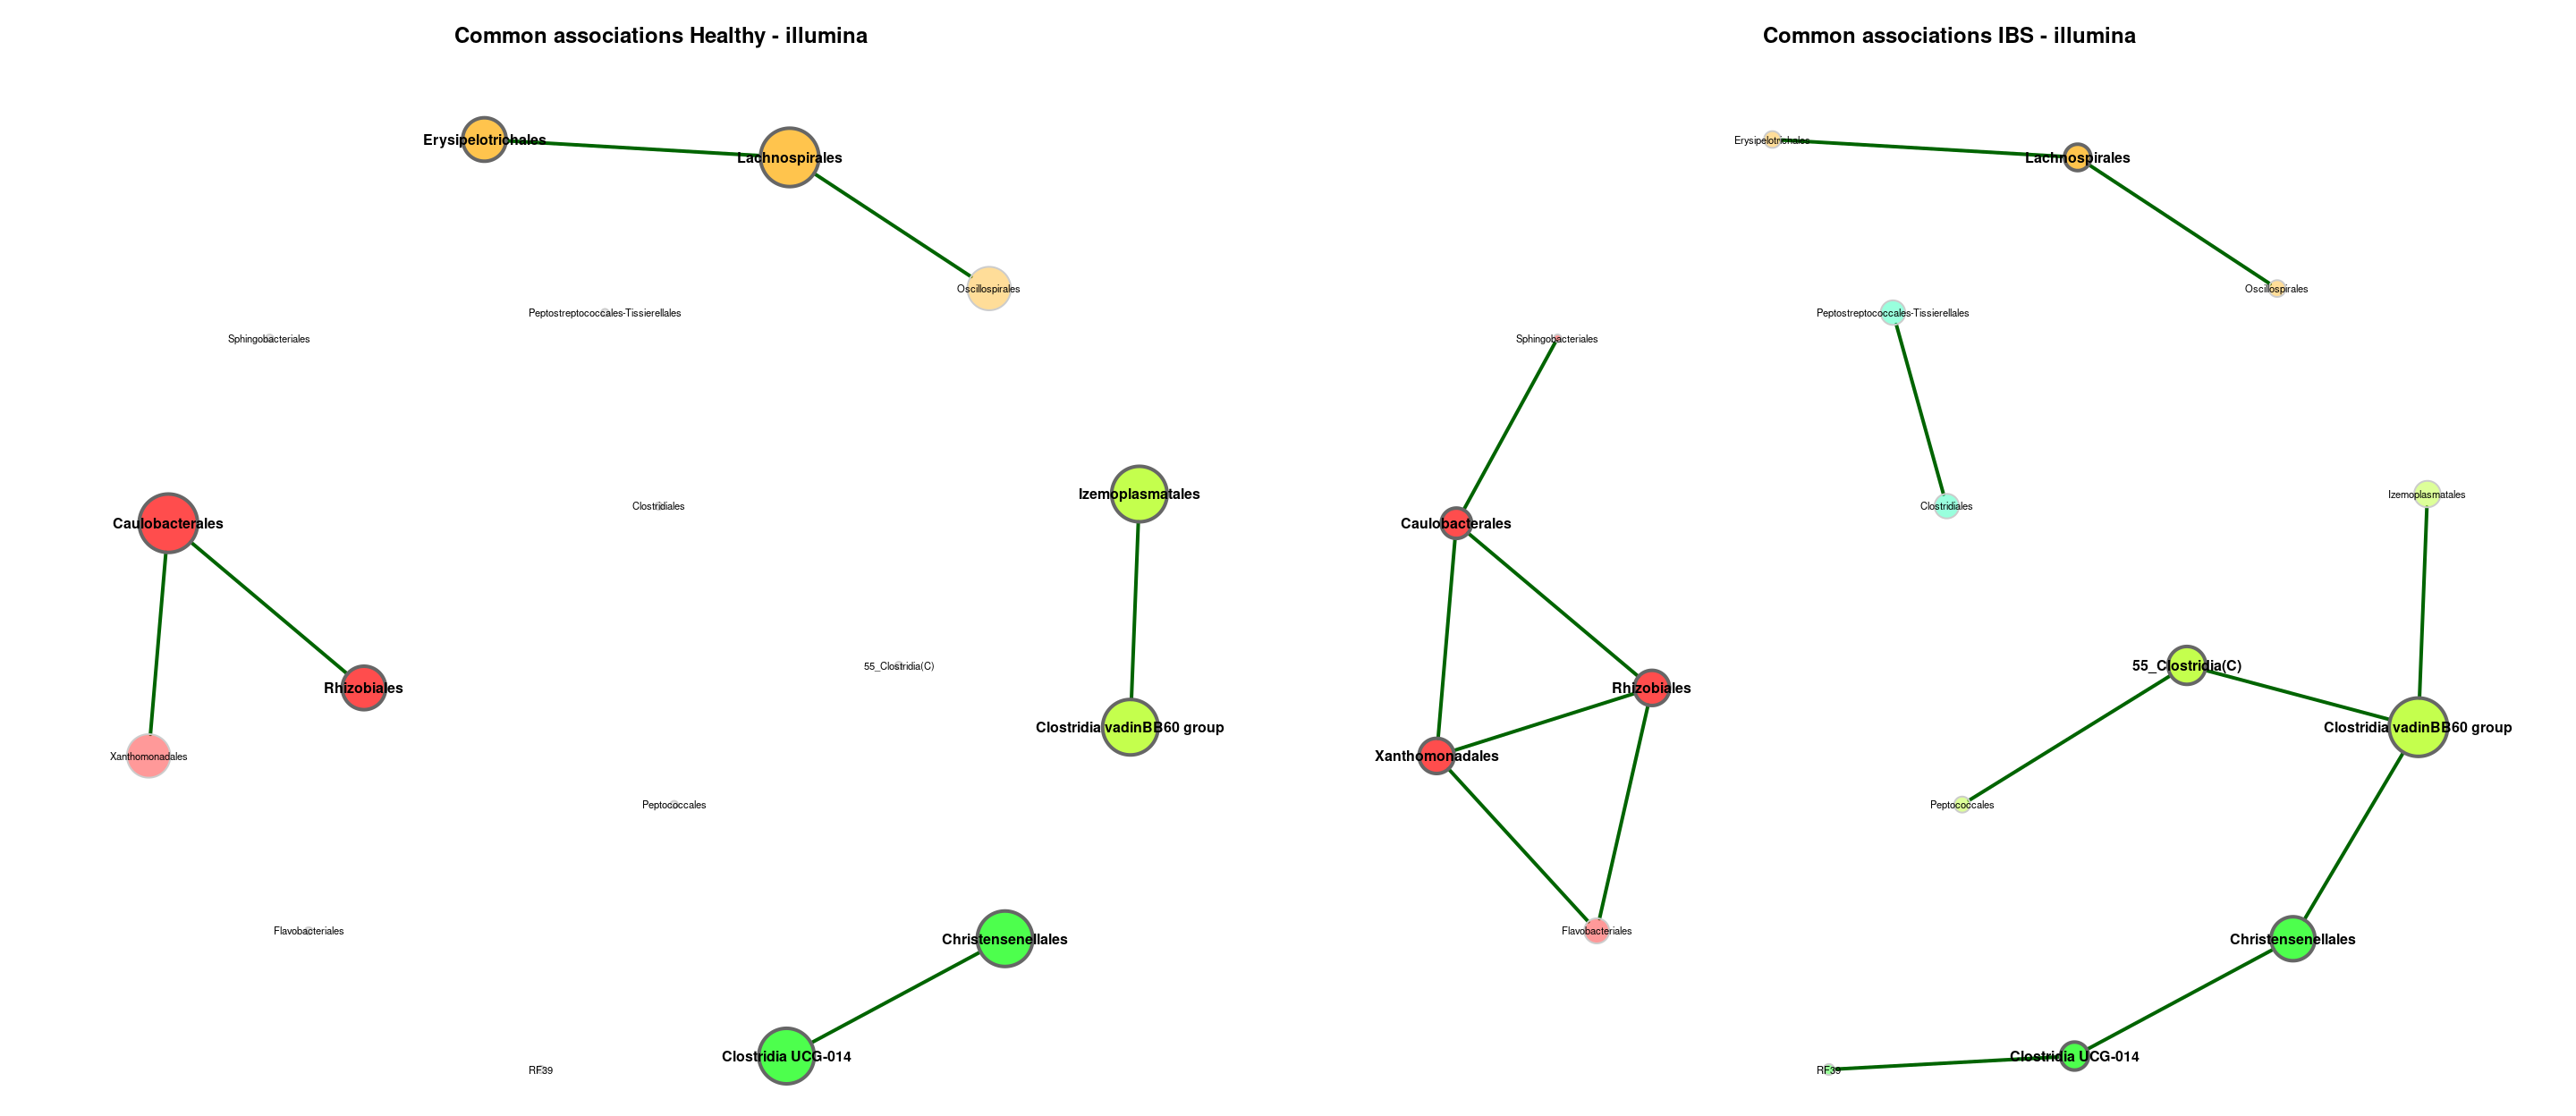 Common associations Healthy - illumina
Erysipelotrichales
Lachnospirales
Oscillospirales
Peptostreptococcales-Tissierellales
Sphingobacteriales
Izemoplasmatales
Clostridiales
Caulobacterales
55_Clostridia(C)
Rhizobiales
Clostridia vadinBB60 group
Xanthomonadales
Peptococcales
Flavobacteriales
Christensenellales
Clostridia UCG-014
RF39
Common associations IBS - illumina
Erysipelotrichales
Lachnospirales
Oscillospirales
Peptostreptococcales-Tissierellales
Sphingobacteriales
Izemoplasmatales
Clostridiales
Caulobacterales
55_Clostridia(C)
Rhizobiales
Clostridia vadinBB60 group
Xanthomonadales
Peptococcales
Flavobacteriales
Christensenellales
Clostridia UCG-014
RF39